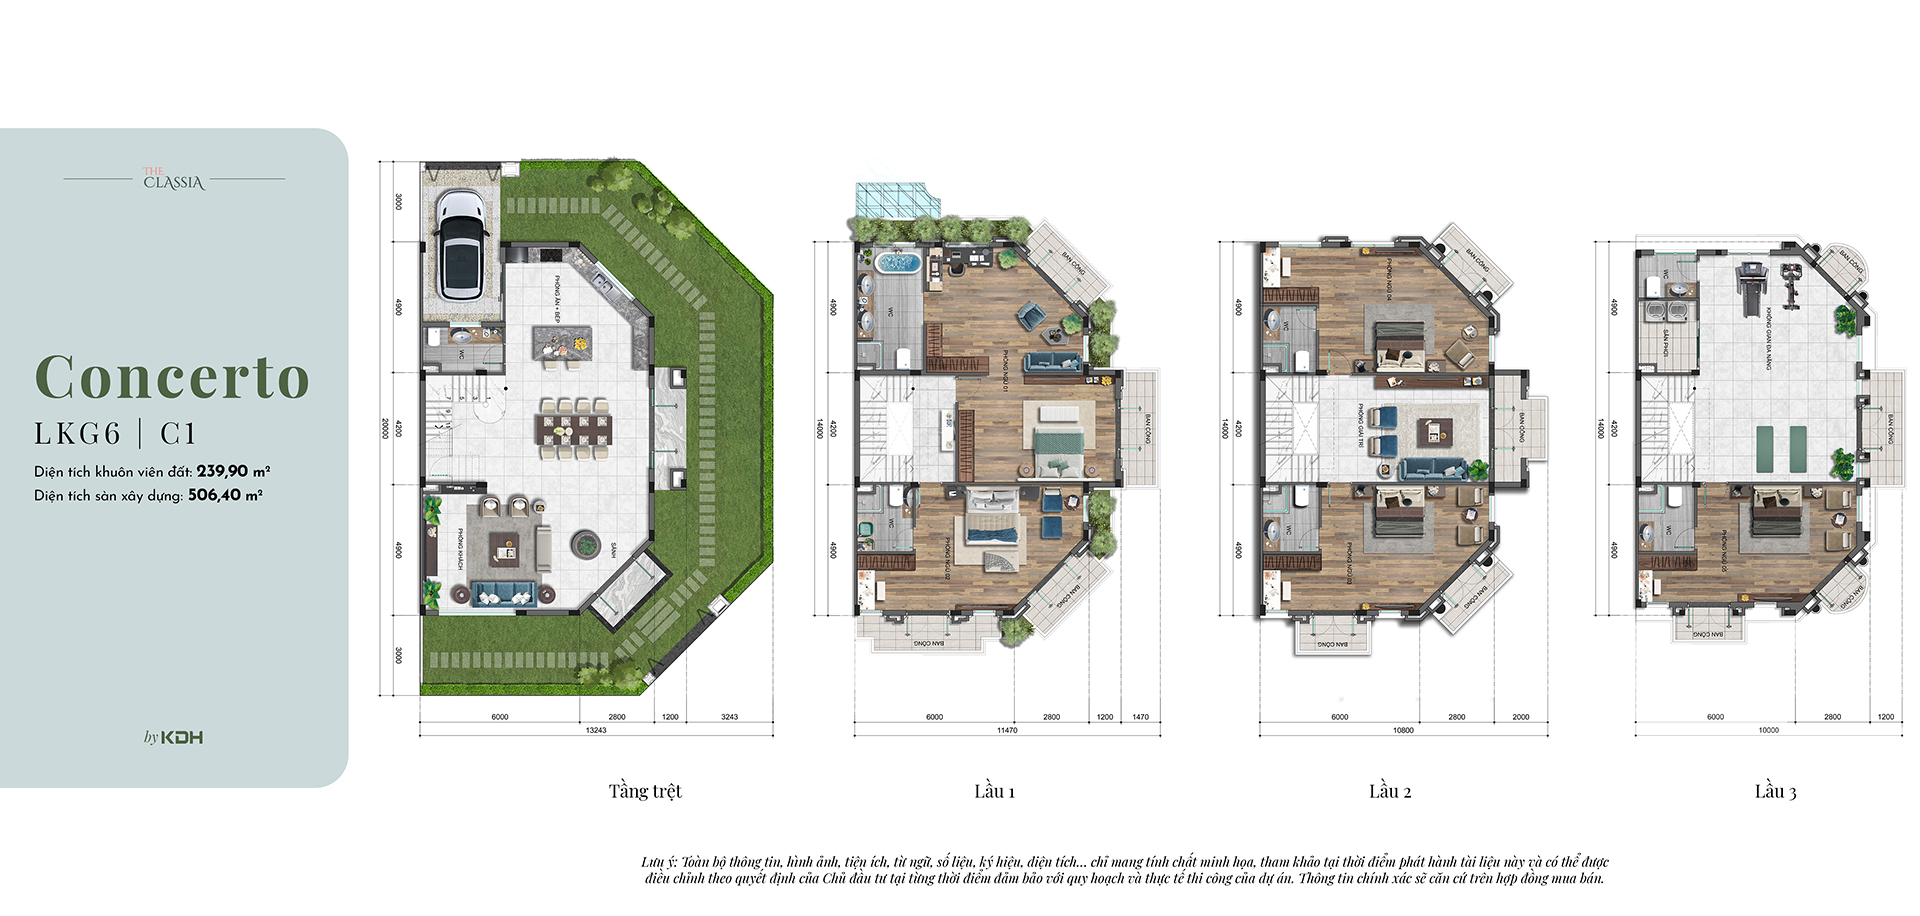 THE
CLASSIA
Concerto
LKG6 | C1
Diện tích khuôn viên đất: 239,90 m²
Diện tích sàn xây dựng: 506,40 m²
by KDH
3000
4900
4200
4900
3000
20000
PHÒNG ĂN + BẾP
WC
PHÒNG KHÁCH
SẢNH
6000
2800
1200
3243
13243
Tầng trệt
4900
4200
4900
14000
BAN CÔNG
WC
PHÒNG NGỦ 01
BAN CÔNG
WC
PHÒNG NGỦ 02
BAN CÔNG
BAN CÔNG
6000
2800
1200
1470
11470
Lầu 1
4900
4200
4900
14000
PHÒNG NGỦ 04
BAN CÔNG
WC
PHÒNG GIẢI TRÍ
BAN CÔNG
WC
PHÒNG NGỦ 03
BAN CÔNG
BAN CÔNG
6000
2800
2000
10800
Lầu 2
4900
4200
4900
14000
WC
BAN CÔNG
SÂN PHƠI
KHÔNG GIAN ĐA NĂNG
BAN CÔNG
WC
PHÒNG NGỦ 05
BAN CÔNG
BAN CÔNG
6000
2800
1200
10000
Lầu 3
Lưu ý: Toàn bộ thông tin, hình ảnh, tiện ích, từ ngữ, số liệu, ký hiệu, diện tích... chỉ mang tính chất minh họa, tham khảo tại thời điểm phát hành tài liệu này và có thể được
điều chỉnh theo quyết định của Chủ đầu tư tại từng thời điểm đảm bảo với quy hoạch và thực tế thi công của dự án. Thông tin chính xác sẽ căn cứ trên hợp đồng mua bán.